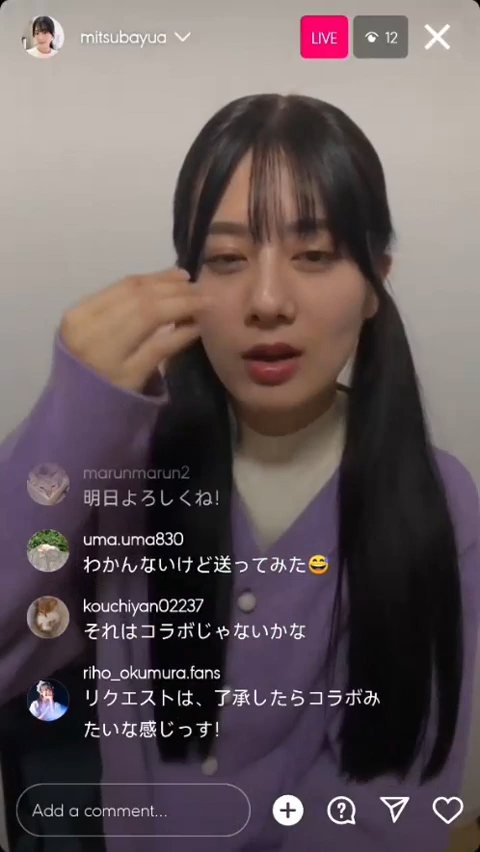 mitsubayua
LIVE
12
marunmarun2
明日よろしくね!
uma.uma830
わかんないけど送ってみた😅
kouchiyan02237
それはコラボじゃないかな
riho_okumura.fans
リクエストは、了承したらコラボみ
たいな感じっす!
Add a comment...